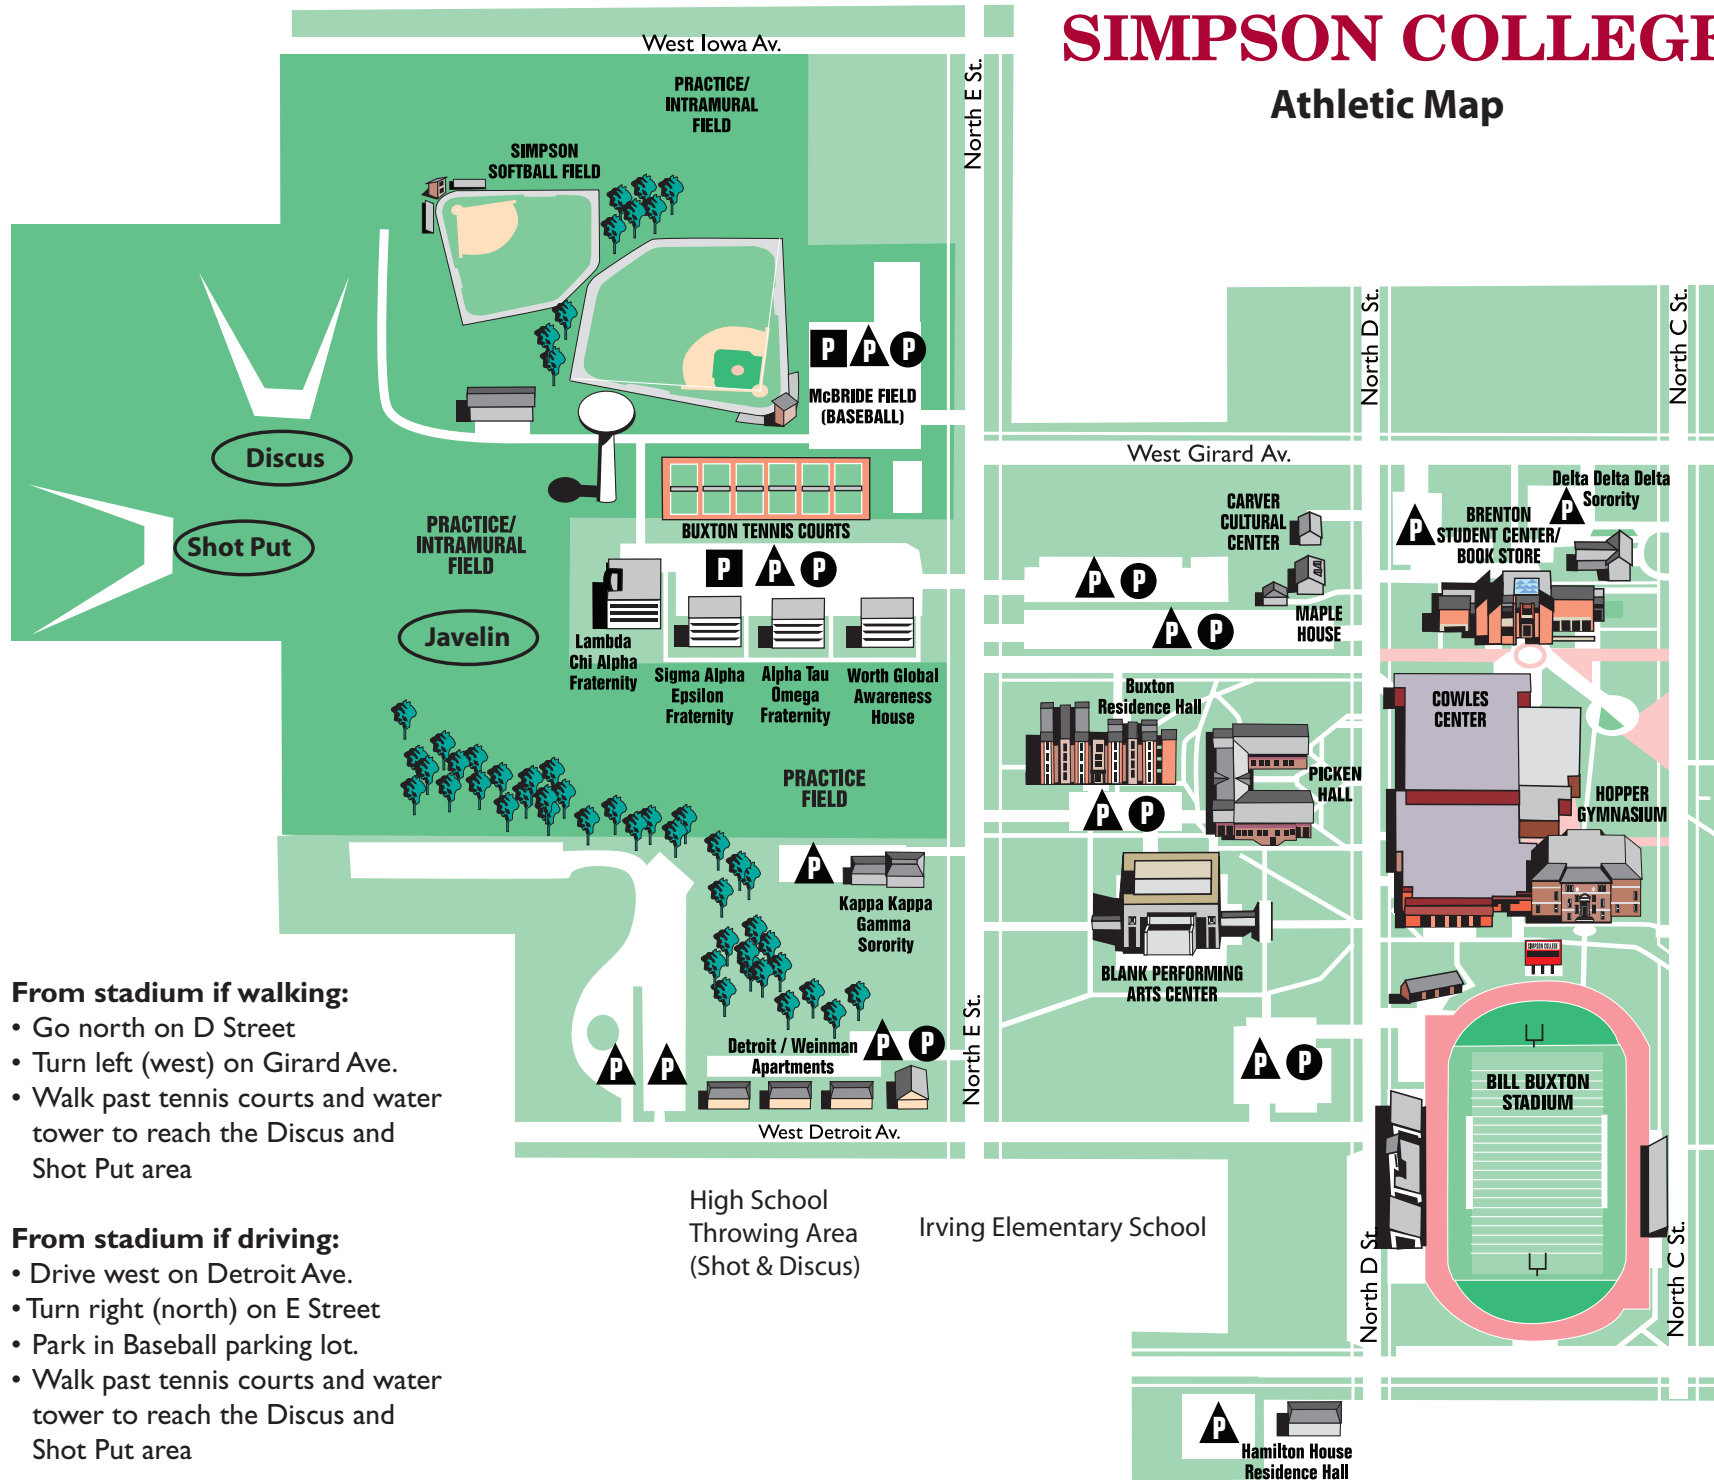 SIMPSON COLLEGE
Athletic Map
West Iowa Av.
North E St.
PRACTICE/
INTRAMURAL
FIELD
SIMPSON
SOFTBALL FIELD
P P P
McBRIDE FIELD
(BASEBALL)
North D St.
North C St.
West Girard Av.
Discus
Shot Put
PRACTICE/
INTRAMURAL
FIELD
Javelin
BUXTON TENNIS COURTS
P P P
Lambda
Chi Alpha
Fraternity
Sigma Alpha
Epsilon
Fraternity
Alpha Tau
Omega
Fraternity
Worth Global
Awareness
House
CARVER
CULTURAL
CENTER
P P
P P
MAPLE
HOUSE
Delta Delta Delta
Sorority
P
P
BRENTON
STUDENT CENTER/
BOOK STORE
Buxton
Residence Hall
COWLES
CENTER
PICKEN
HALL
P P
HOPPER
GYMNASIUM
PRACTICE
FIELD
P
Kappa Kappa
Gamma
Sorority
BLANK PERFORMING
ARTS CENTER
SIMPSON COLLEGE
North E St.
Detroit / Weinman
Apartments
P P
P P
P P
BILL BUXTON
STADIUM
West Detroit Av.
High School
Throwing Area
(Shot & Discus)
Irving Elementary School
North D St.
North C St.
P
Hamilton House
Residence Hall
From stadium if walking:
• Go north on D Street
• Turn left (west) on Girard Ave.
• Walk past tennis courts and water
tower to reach the Discus and
Shot Put area
From stadium if driving:
• Drive west on Detroit Ave.
• Turn right (north) on E Street
• Park in Baseball parking lot.
• Walk past tennis courts and water
tower to reach the Discus and
Shot Put area